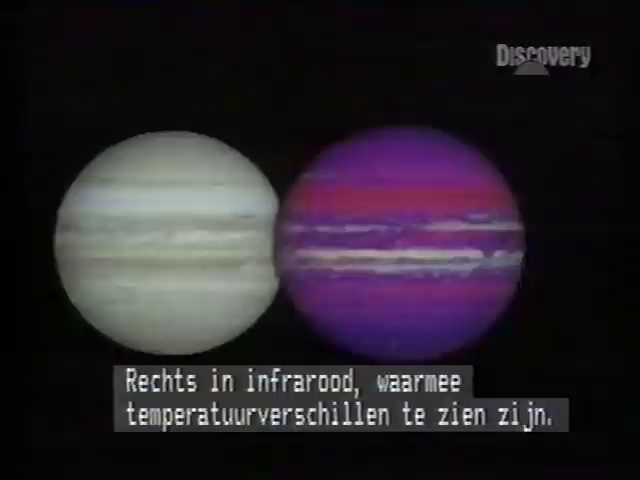 Discovery
Rechts in infrarood, waarmee
temperatuurverschillen te zien zijn.